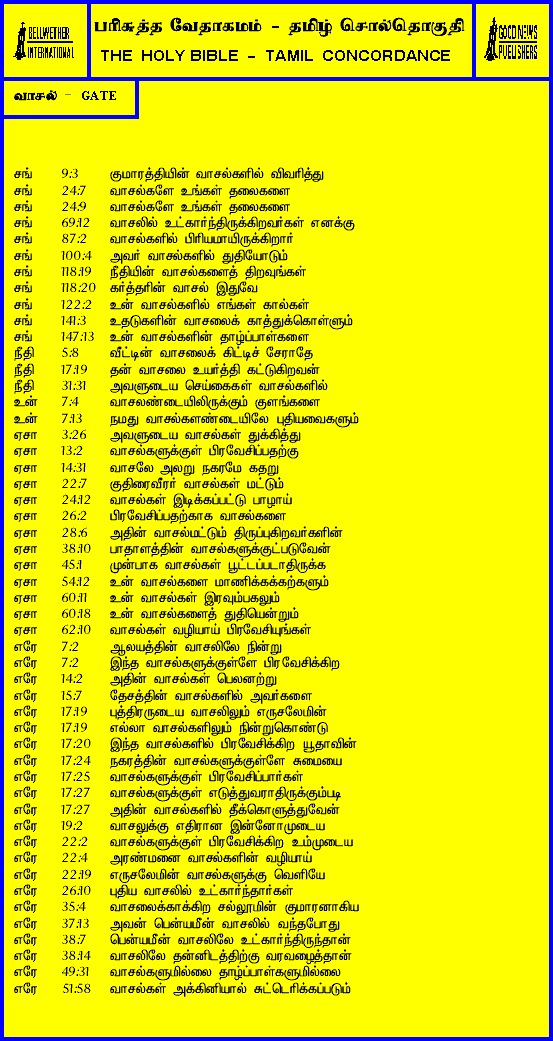 BELLWETHER
INTERNATIONAL
பரிசுத்த வேதாகமம் - தமிழ் சொல்தொகுதி
THE HOLY BIBLE - TAMIL CONCORDANCE
GOOD NEWS
PUBLISHERS
வாசல் - GATE
சங் 9:3 குமாரத்தியின் வாசல்களில் விவரித்து
சங் 24:7 வாசல்களே உங்கள் தலைகளை
சங் 24:9 வாசல்களே உங்கள் தலைகளை
சங் 69:12 வாசலில் உட்கார்ந்திருக்கிறவர்கள் எனக்கு
சங் 87:2 வாசல்களில் பிரியமாயிருக்கிறார்
சங் 100:4 அவர் வாசல்களில் துதியோடும்
சங் 118:19 நீதியின் வாசல்களைத் திறவுங்கள்
சங் 118:20 கர்த்தரின் வாசல் இதுவே
சங் 122:2 உன் வாசல்களில் எங்கள் கால்கள்
சங் 141:3 உதடுகளின் வாசலைக் காத்துக்கொள்ளும்
சங் 147:13 உன் வாசல்களின் தாழ்ப்பாள்களை
நீதி 5:8 வீட்டின் வாசலைக் கிட்டிச் சேராதே
நீதி 17:19 தன் வாசலை உயர்த்தி கட்டுகிறவன்
நீதி 31:31 அவளுடைய செய்கைகள் வாசல்களில்
உன் 7:4 வாசலண்டையிலிருக்கும் குளங்களை
உன் 7:13 நமது வாசல்களண்டையிலே புதியவைகளும்
ஏசா 3:26 அவளுடைய வாசல்கள் துக்கித்து
ஏசா 13:2 வாசல்களுக்குள் பிரவேசிப்பதற்கு
ஏசா 14:31 வாசலே அலறு நகரமே கதறு
ஏசா 22:7 குதிரைவீரர் வாசல்கள் மட்டும்
ஏசா 24:12 வாசல்கள் இடிக்கப்பட்டு பாழாய்
ஏசா 26:2 பிரவேசிப்பதற்காக வாசல்களை
ஏசா 28:6 அதின் வாசல்மட்டும் திருப்புகிறவர்களின்
ஏசா 38:10 பாதாளத்தின் வாசல்களுக்குட்படுவேன்
ஏசா 45:1 முன்பாக வாசல்கள் பூட்டப்படாதிருக்க
ஏசா 54:12 உன் வாசல்களை மாணிக்கக்கற்களும்
ஏசா 60:11 உன் வாசல்கள் இரவும்பகலும்
ஏசா 60:18 உன் வாசல்களைத் துதியென்றும்
ஏசா 62:10 வாசல்கள் வழியாய் பிரவேசியுங்கள்
எரே 7:2 ஆலயத்தின் வாசலிலே நின்று
எரே 7:2 இந்த வாசல்களுக்குள்ளே பிரவேசிக்கிற
எரே 14:2 அதின் வாசல்கள் பெலனற்று
எரே 15:7 தேசத்தின் வாசல்களில் அவர்களை
எரே 17:19 புத்திரருடைய வாசலிலும் எருசலேமின்
எரே 17:19 எல்லா வாசல்களிலும் நின்றுகொண்டு
எரே 17:20 இந்த வாசல்களில் பிரவேசிக்கிற யூதாவின்
எரே 17:24 நகரத்தின் வாசல்களுக்குள்ளே சுமையை
எரே 17:25 வாசல்களுக்குள் பிரவேசிப்பார்கள்
எரே 17:27 வாசல்களுக்குள் எடுத்துவராதிருக்கும்படி
எரே 17:27 அதின் வாசல்களில் தீக்கொளுத்துவேன்
எரே 19:2 வாசலுக்கு எதிரான இன்னோமுடைய
எரே 22:2 வாசல்களுக்குள் பிரவேசிக்கிற உம்முடைய
எரே 22:4 அரண்மனை வாசல்களின் வழியாய்
எரே 22:19 எருசலேமின் வாசல்களுக்கு வெளியே
எரே 26:10 புதிய வாசலில் உட்கார்ந்தார்கள்
எரே 35:4 வாசலைக்காக்கிற சல்லூமின் குமாரனாகிய
எரே 37:13 அவன் பென்யமீன் வாசலில் வந்தபோது
எரே 38:7 பென்யமீன் வாசலிலே உட்கார்ந்திருந்தான்
எரே 38:14 வாசலிலே தன்னிடத்திற்கு வரவழைத்தான்
எரே 49:31 வாசல்களுமில்லை தாழ்ப்பாள்களுமில்லை
எரே 51:58 வாசல்கள் அக்கினியால் சுட்டெரிக்கப்படும்